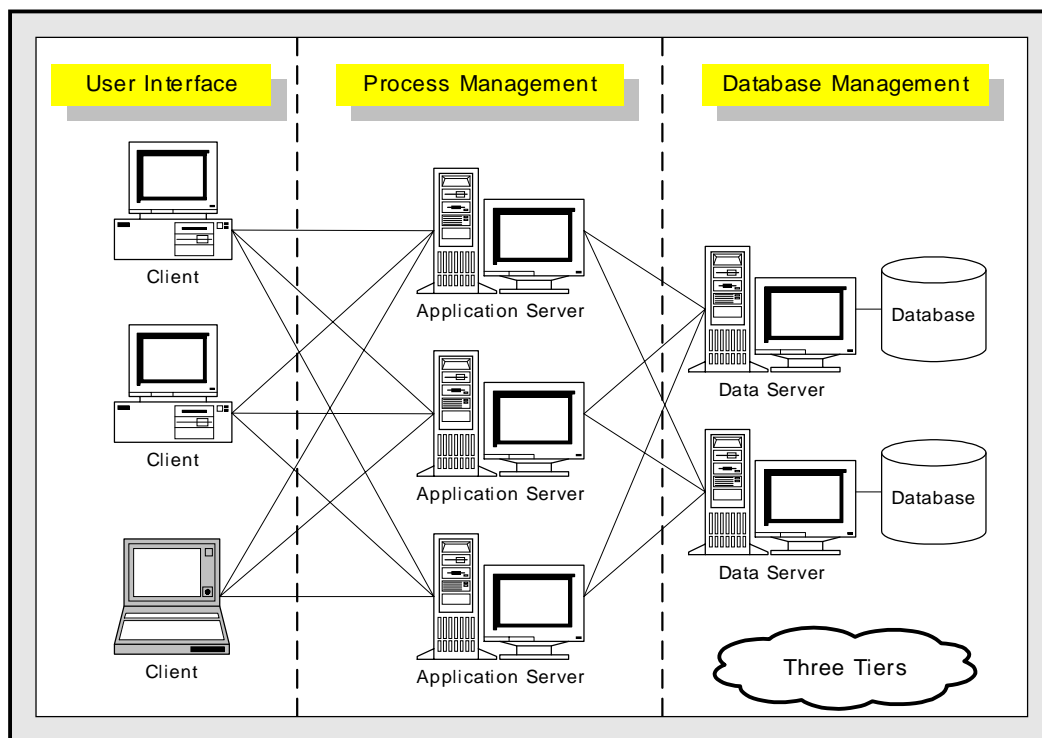 User Interface
Process Management
Database Management
Client
Application Server
Database
Data Server
Client
Application Server
Database
Data Server
Client
Application Server
Three Tiers